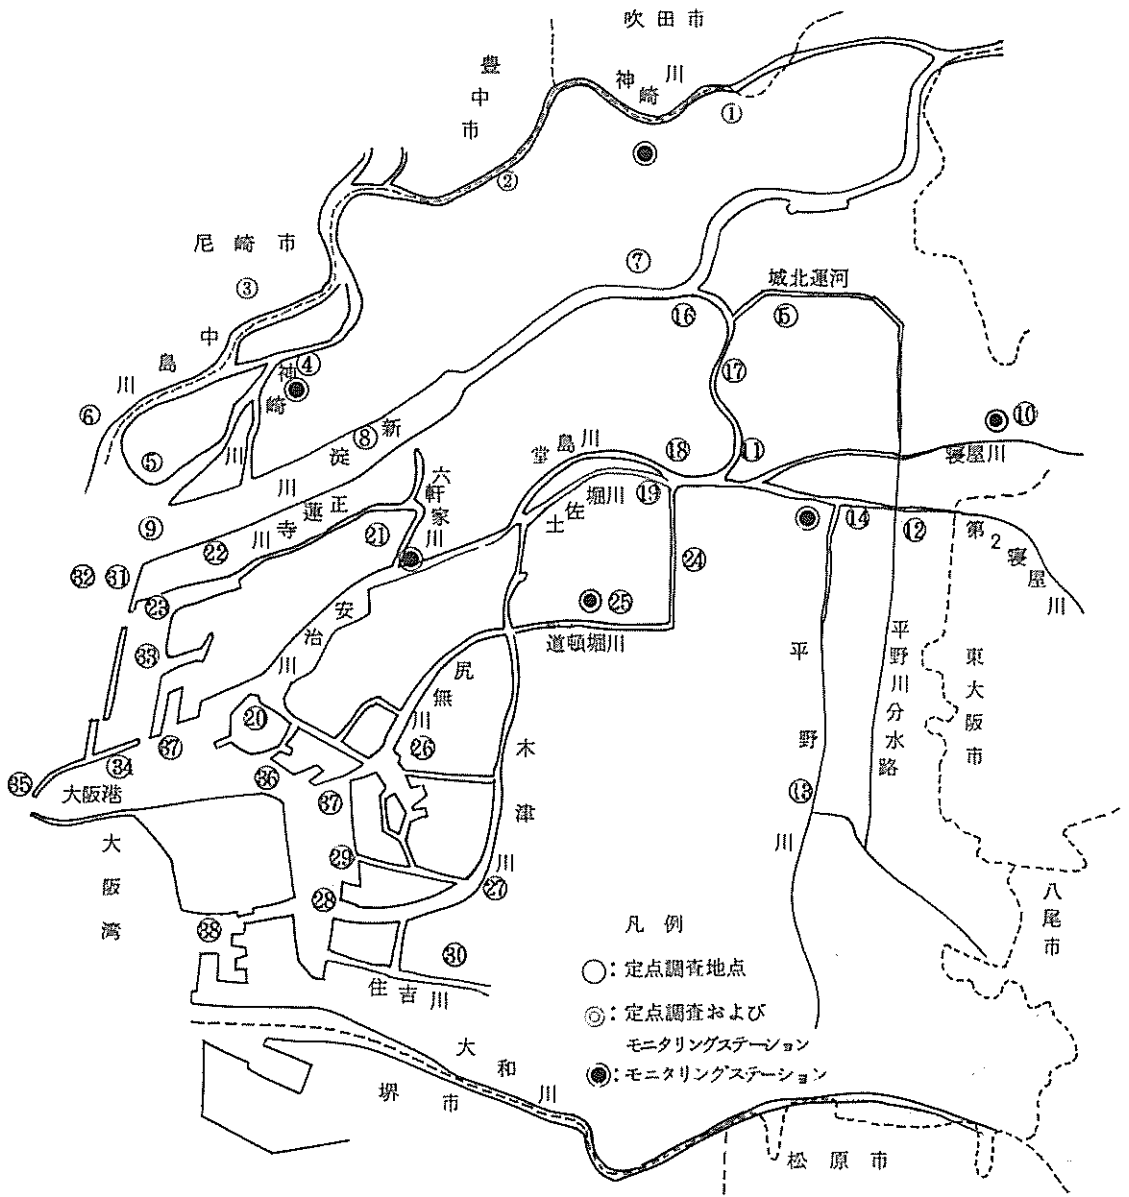 吹田市
豊中市
神崎川
①
②
尼崎市
③
⑦
城北運河
⑯
⑮
中島川
④
⑰
神崎川
⑥
⑩
⑤
⑧
新淀川
堂島川
⑱
⑪
寝屋川
六軒家川
土佐堀川
⑲
⑨
正蓮寺川
㉑
⑭
⑫
第2寝屋川
㉒
㉜
㉛
㉔
㉓
㉕
安治川
道頓堀川
平野川
平野川分水路
東大阪市
㉝
尻無川
⑳
㉖
木津川
㊲
㉞
㊱
㉟
大阪港
㊲
⑬
大阪湾
㉙
㉗
㉘
八尾市
㊳
㉚
住吉川
凡例
○:定点調査地点
◎:定点調査および
モニタリングステーション
◉:モニタリングステーション
大和川
堺市
松原市